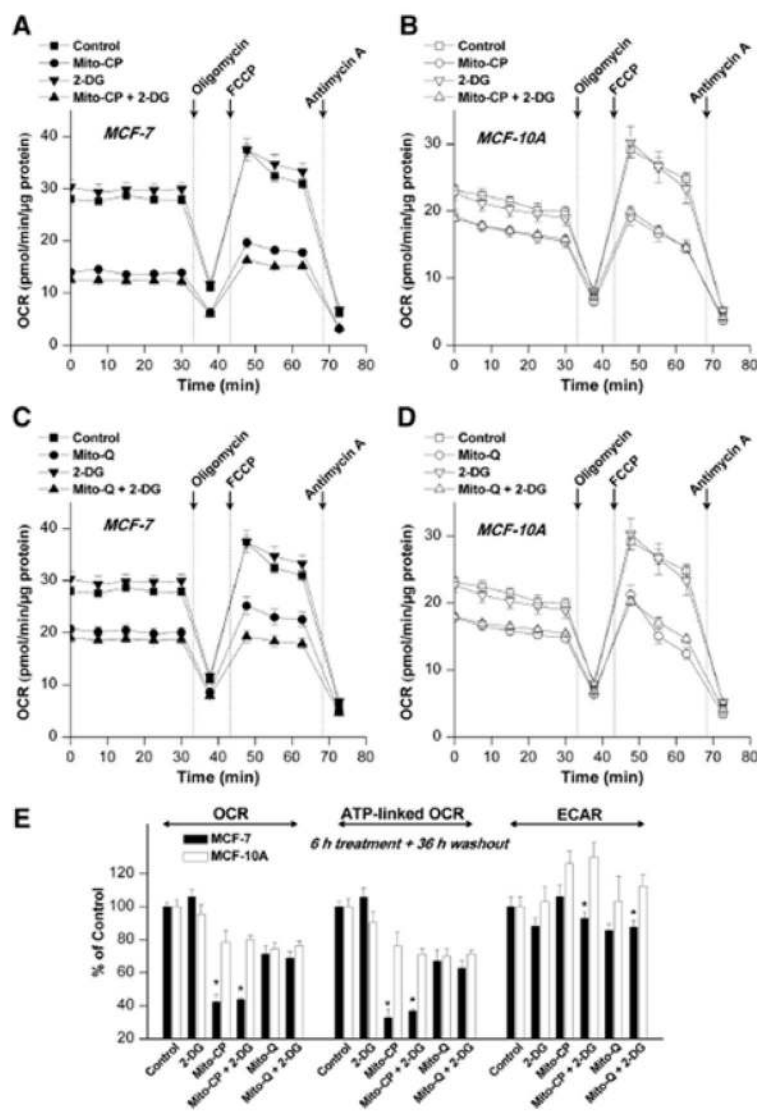 A
Control
Mito-CP
2-DG
Mito-CP + 2-DG
Oligomycin
FCCP
Antimycin A
MCF-7
OCR (pmol/min/µg protein)
40
30
20
10
0
0 10 20 30 40 50 60 70 80
Time (min)
B
Control
Mito-CP
2-DG
Mito-CP + 2-DG
Oligomycin
FCCP
Antimycin A
MCF-10A
OCR (pmol/min/µg protein)
30
20
10
0
0 10 20 30 40 50 60 70 80
Time (min)
C
Control
Mito-Q
2-DG
Mito-Q + 2-DG
Oligomycin
FCCP
Antimycin A
MCF-7
OCR (pmol/min/µg protein)
40
30
20
10
0
0 10 20 30 40 50 60 70 80
Time (min)
D
Control
Mito-Q
2-DG
Mito-Q + 2-DG
Oligomycin
FCCP
Antimycin A
MCF-10A
OCR (pmol/min/µg protein)
30
20
10
0
0 10 20 30 40 50 60 70 80
Time (min)
E
OCR
ATP-linked OCR
ECAR
MCF-7
MCF-10A
6 h treatment + 36 h washout
% of Control
120
100
80
60
40
20
* * * * * *
Control
2-DG
Mito-CP
Mito-CP + 2-DG
Mito-Q
Mito-Q + 2-DG
Control
2-DG
Mito-CP
Mito-CP + 2-DG
Mito-Q
Mito-Q + 2-DG
Control
2-DG
Mito-CP
Mito-CP + 2-DG
Mito-Q
Mito-Q + 2-DG